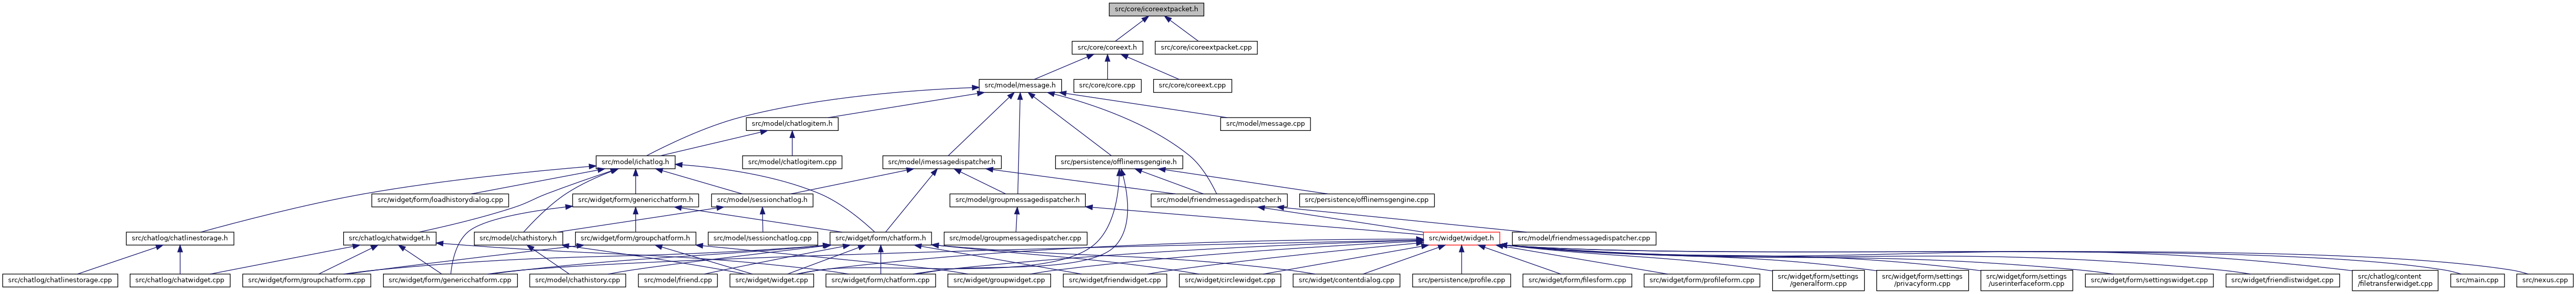 src/core/icoreextpacket.h
src/core/coreext.h
src/core/icoreextpacket.cpp
src/model/message.h
src/core/core.cpp
src/core/coreext.cpp
src/model/chatlogitem.h
src/model/message.cpp
src/model/ichatlog.h
src/model/chatlogitem.cpp
src/model/imessagedispatcher.h
src/persistence/offlinemsgengine.h
src/widget/form/loadhistorydialog.cpp
src/widget/form/genericchatform.h
src/model/sessionchatlog.h
src/model/groupmessagedispatcher.h
src/model/friendmessagedispatcher.h
src/persistence/offlinemsgengine.cpp
src/chatlog/chatlinestorage.h
src/chatlog/chatwidget.h
src/model/chathistory.h
src/widget/form/groupchatform.h
src/model/sessionchatlog.cpp
src/widget/form/chatform.h
src/model/groupmessagedispatcher.cpp
src/widget/widget.h
src/model/friendmessagedispatcher.cpp
src/chatlog/chatlinestorage.cpp
src/chatlog/chatwidget.cpp
src/widget/form/groupchatform.cpp
src/widget/form/genericchatform.cpp
src/model/chathistory.cpp
src/model/friend.cpp
src/widget/widget.cpp
src/widget/form/chatform.cpp
src/widget/groupwidget.cpp
src/widget/friendwidget.cpp
src/widget/circlewidget.cpp
src/widget/contentdialog.cpp
src/persistence/profile.cpp
src/widget/form/filesform.cpp
src/widget/form/profileform.cpp
src/widget/form/settings
/generalform.cpp
src/widget/form/settings
/privacyform.cpp
src/widget/form/settings
/userinterfaceform.cpp
src/widget/form/settingswidget.cpp
src/widget/friendlistwidget.cpp
src/chatlog/content
/filetransferwidget.cpp
src/main.cpp
src/nexus.cpp